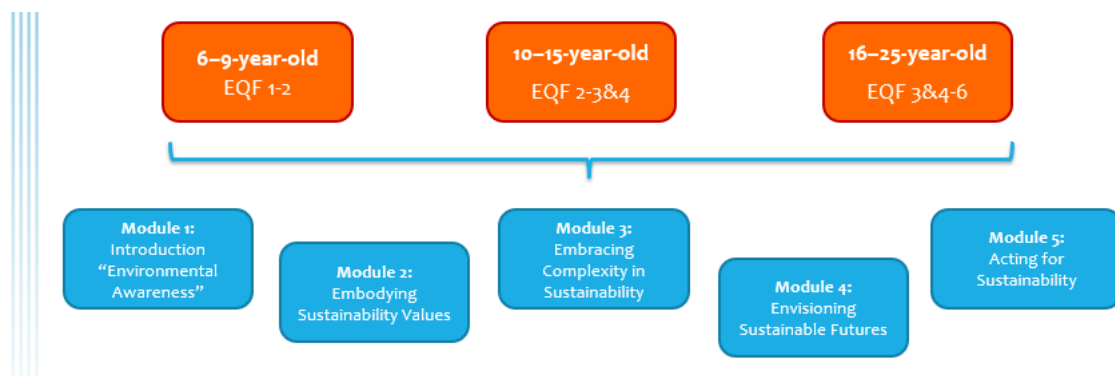 6–9-year-old
EQF 1-2
10–15-year-old
EQF 2-3&4
16–25-year-old
EQF 3&4-6
Module 1:
Introduction
“Environmental
Awareness”
Module 2:
Embodying
Sustainability Values
Module 3:
Embracing
Complexity in
Sustainability
Module 4:
Envisioning
Sustainable Futures
Module 5:
Acting for
Sustainability